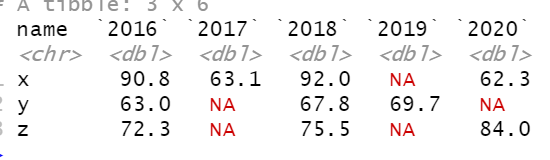 # A tibble: 3 x 6
name `2016` `2017` `2018` `2019` `2020`
<chr> <dbl> <dbl> <dbl> <dbl> <dbl>
x 90.8 63.1 92.0 NA 62.3
2 y 63.0 NA 67.8 69.7 NA
3 z 72.3 NA 75.5 NA 84.0